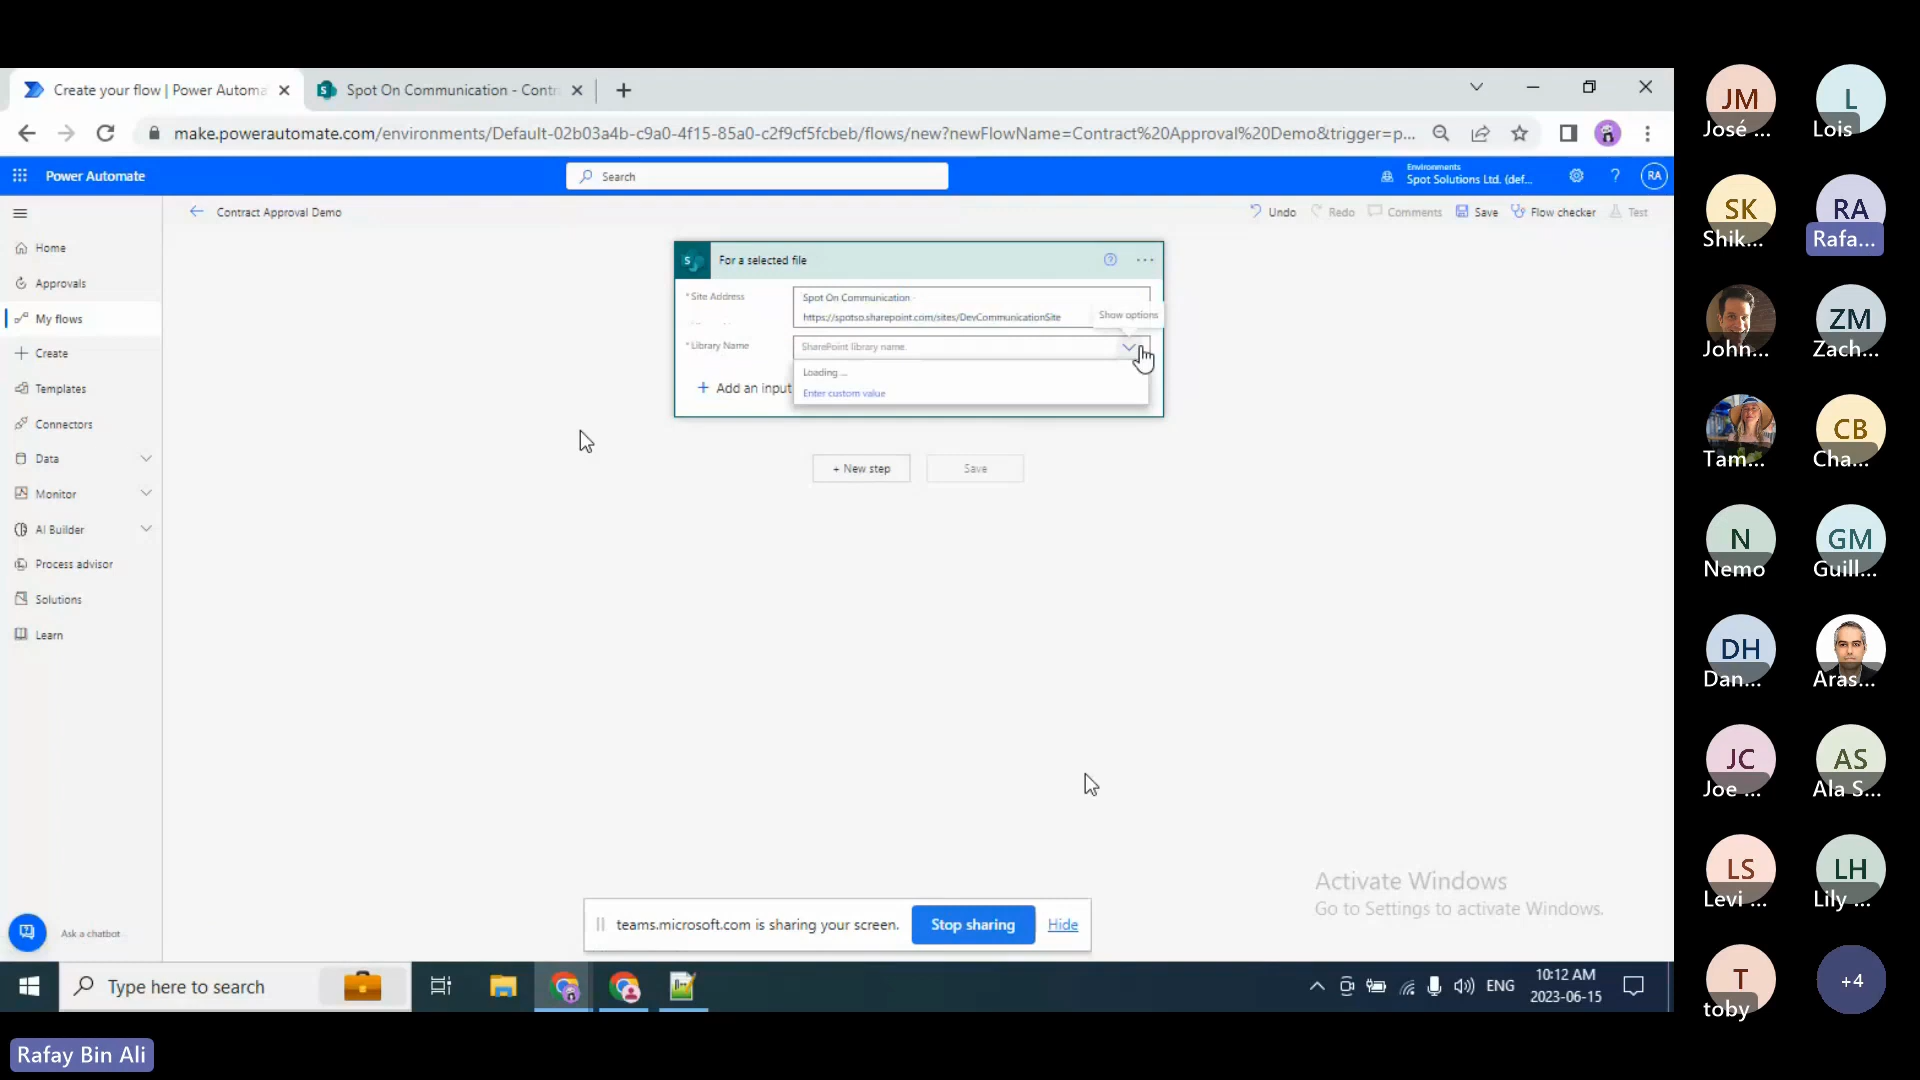 Create your flow | Power Automa
Spot On Communication - Contr
make.powerautomate.com/environments/Default-02b03a4b-c9a0-4f15-85a0-c2f9cf5fcbeb/flows/new?newFlowName=Contract%20Approval%20Demo&trigger=p...
Power Automate
Search
Environments
Spot Solutions Ltd. (def...
RA
Contract Approval Demo
Undo
Redo
Comments
Save
Flow checker
Test
Home
Approvals
My flows
Create
Templates
Connectors
Data
Monitor
AI Builder
Process advisor
Solutions
Learn
Ask a chatbot
For a selected file
* Site Address
Spot On Communication -
https://spotso.sharepoint.com/sites/DevCommunicationSite
Show options
* Library Name
SharePoint library name.
Loading ...
Enter custom value
+ Add an input
+ New step
Save
Activate Windows
Go to Settings to activate Windows.
teams.microsoft.com is sharing your screen.
Stop sharing
Hide
Type here to search
ENG
10:12 AM
2023-06-15
Rafay Bin Ali
JM
José ...
L
Lois
SK
Shik...
RA
Rafa...
John...
ZM
Zach...
Tam...
CB
Cha...
N
Nemo
GM
Guill...
DH
Dan...
Aras...
JC
Joe ...
AS
Ala S...
LS
Levi ...
LH
Lily ...
T
toby
+4